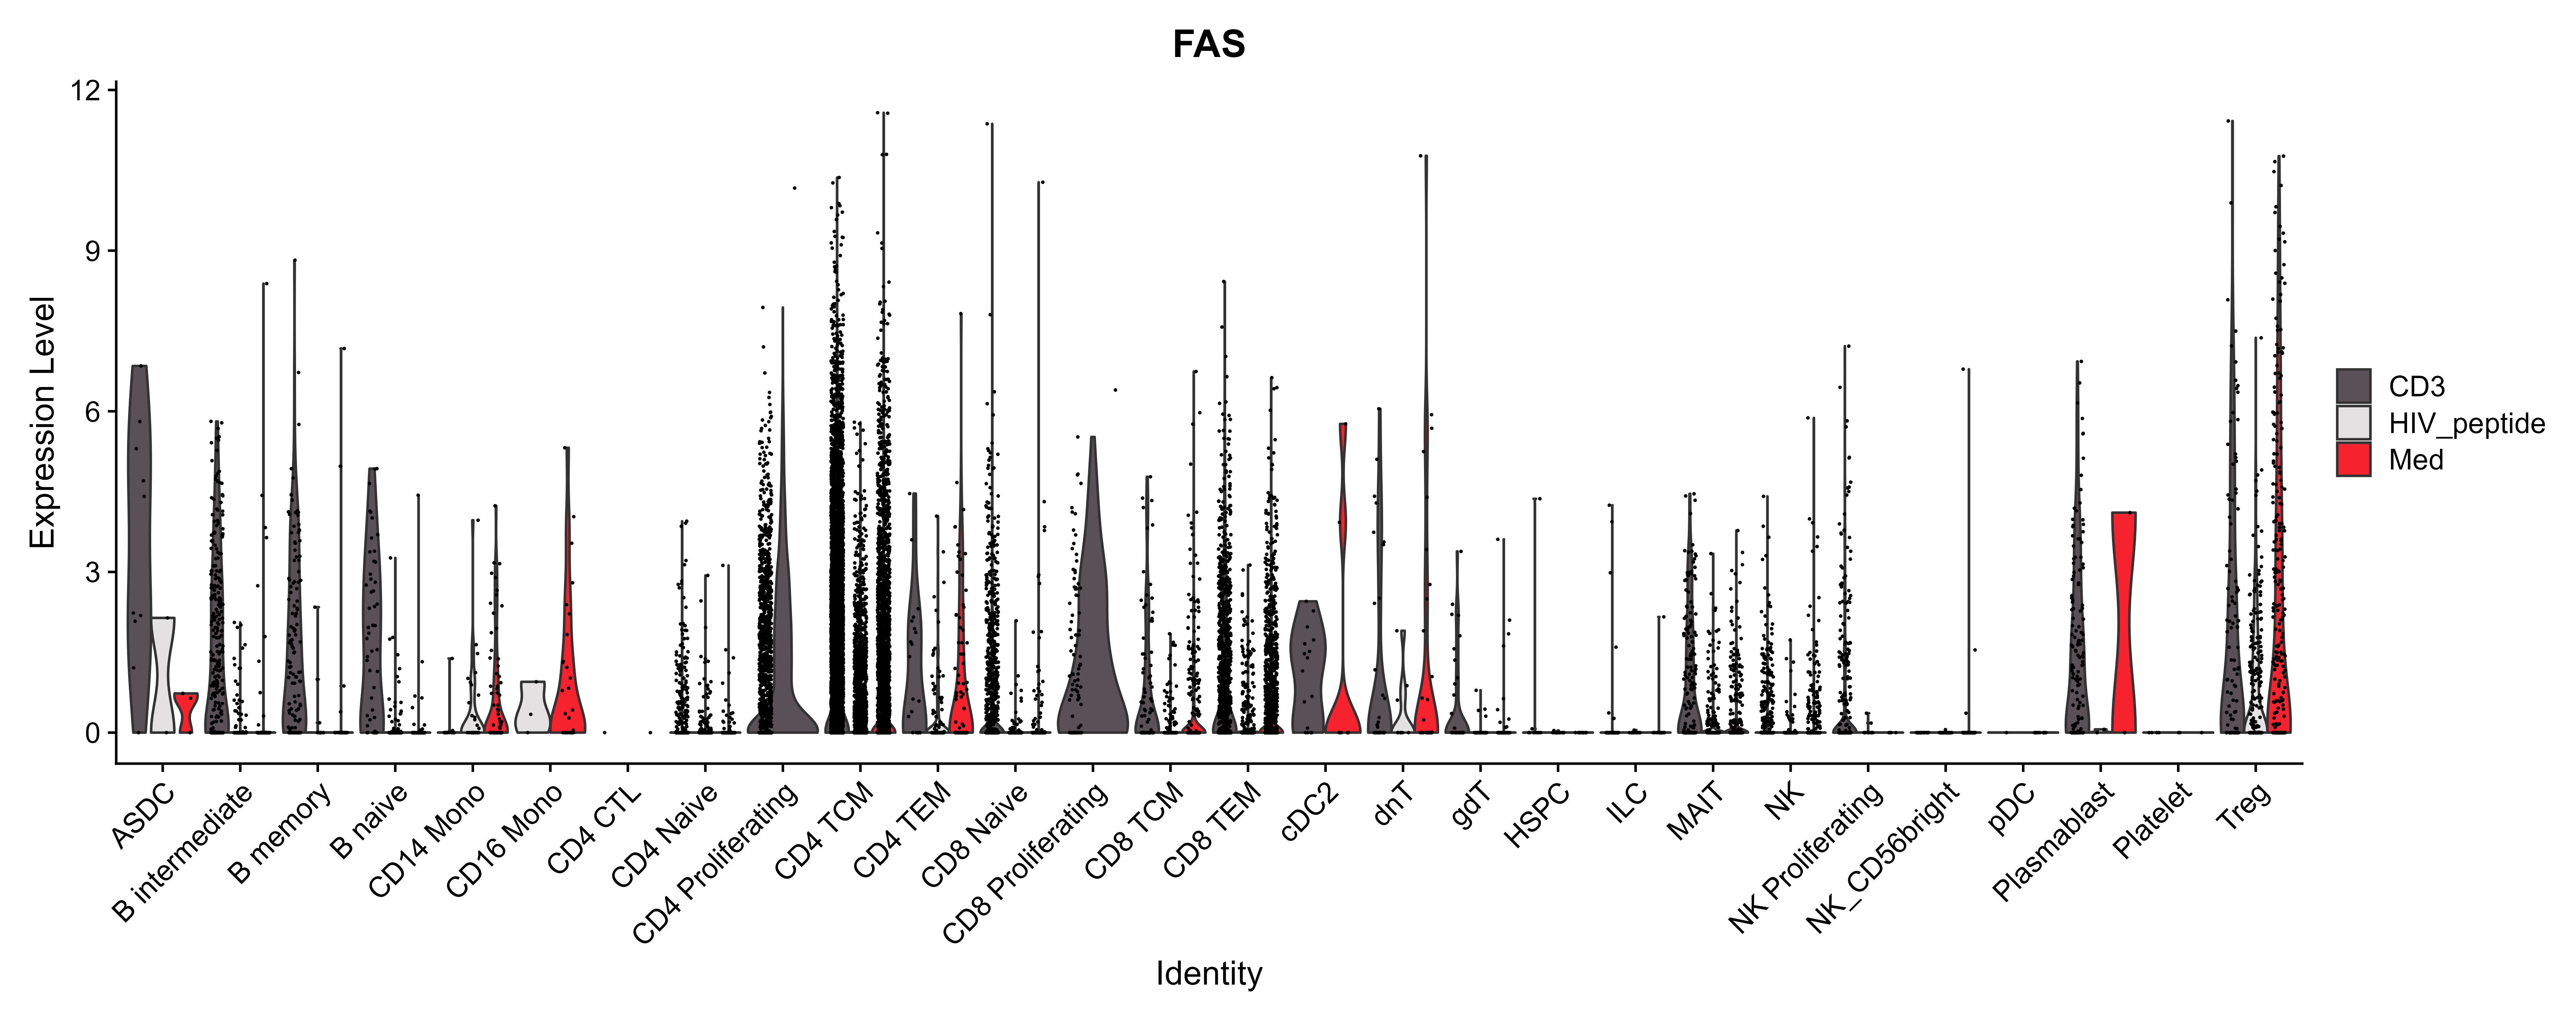 FAS
Expression Level
12
9
6
3
0
ASDC
B intermediate
B memory
B naive
CD14 Mono
CD16 Mono
CD4 CTL
CD4 Naive
CD4 Proliferating
CD4 TCM
CD4 TEM
CD8 Naive
CD8 Proliferating
CD8 TCM
CD8 TEM
cDC2
dnT
gdT
HSPC
ILC
MAIT
NK
NK Proliferating
NK_CD56bright
pDC
Plasmablast
Platelet
Treg
Identity
CD3
HIV_peptide
Med